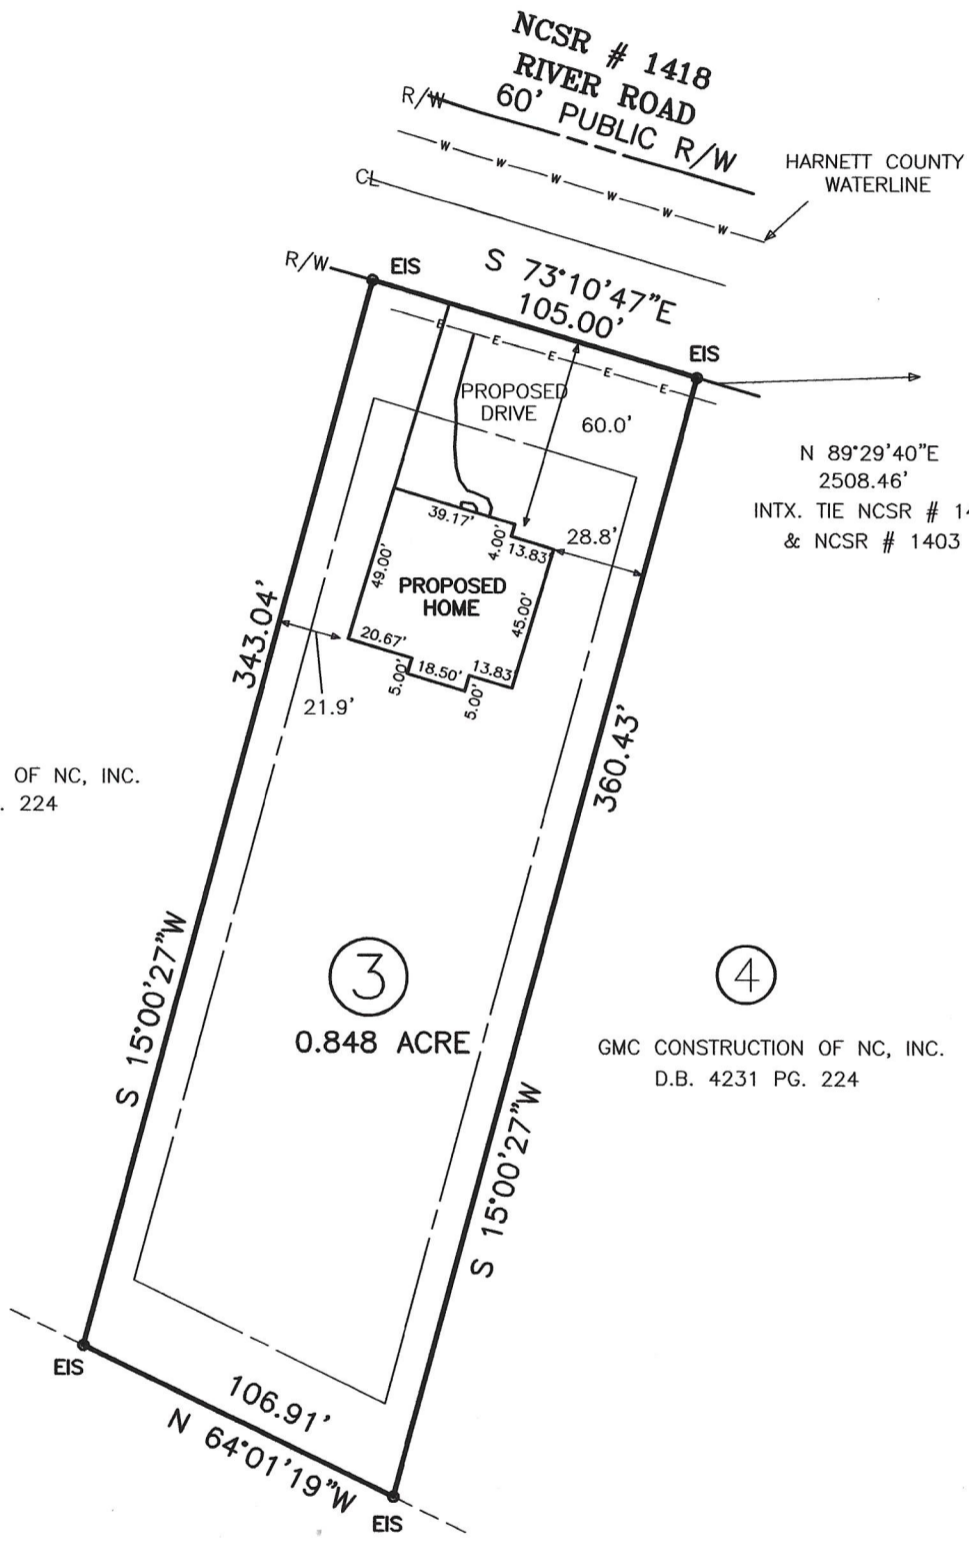 NCSR # 1418
RIVER ROAD
60' PUBLIC R/W
R/W
W W W W W W
HARNETT COUNTY
WATERLINE
CL
R/W
EIS
S 73°10'47"E
105.00'
EIS
E E E E E
PROPOSED
DRIVE
60.0'
N 89°29'40"E
2508.46'
INTX. TIE NCSR #
& NCSR # 1403
39.17'
4.00'
13.83'
28.8'
49.00'
PROPOSED
HOME
45.00'
20.67'
5.00'
18.50'
13.83'
5.00'
21.9'
343.04'
360.43'
OF NC, INC.
. 224
S 15°00'27"W
3
0.848 ACRE
4
GMC CONSTRUCTION OF NC, INC.
D.B. 4231 PG. 224
S 15°00'27"W
EIS
106.91'
N 64°01'19"W
EIS